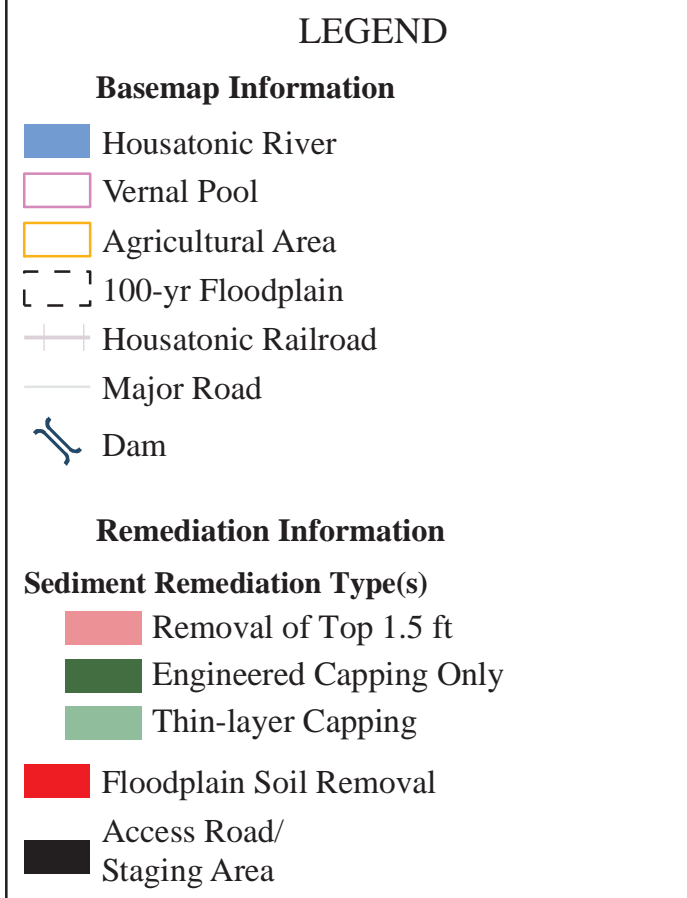 LEGEND
Basemap Information
Housatonic River
Vernal Pool
Agricultural Area
100-yr Floodplain
Housatonic Railroad
Major Road
Dam
Remediation Information
Sediment Remediation Type(s)
Removal of Top 1.5 ft
Engineered Capping Only
Thin-layer Capping
Floodplain Soil Removal
Access Road/
Staging Area